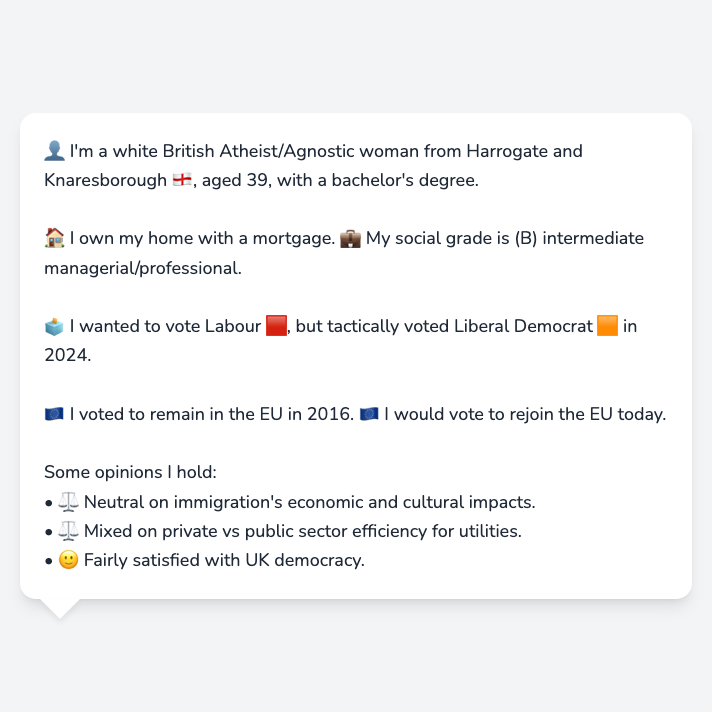 👤 I'm a white British Atheist/Agnostic woman from Harrogate and
Knaresborough 🏴󠁧󠁢󠁥󠁮󠁧󠁿, aged 39, with a bachelor's degree.
🏠 I own my home with a mortgage. 💼 My social grade is (B) intermediate
managerial/professional.
🗳️ I wanted to vote Labour 🟥, but tactically voted Liberal Democrat 🟧 in
2024.
🇪🇺 I voted to remain in the EU in 2016. 🇪🇺 I would vote to rejoin the EU today.
Some opinions I hold:
• ⚖️ Neutral on immigration's economic and cultural impacts.
• ⚖️ Mixed on private vs public sector efficiency for utilities.
• 🙂 Fairly satisfied with UK democracy.